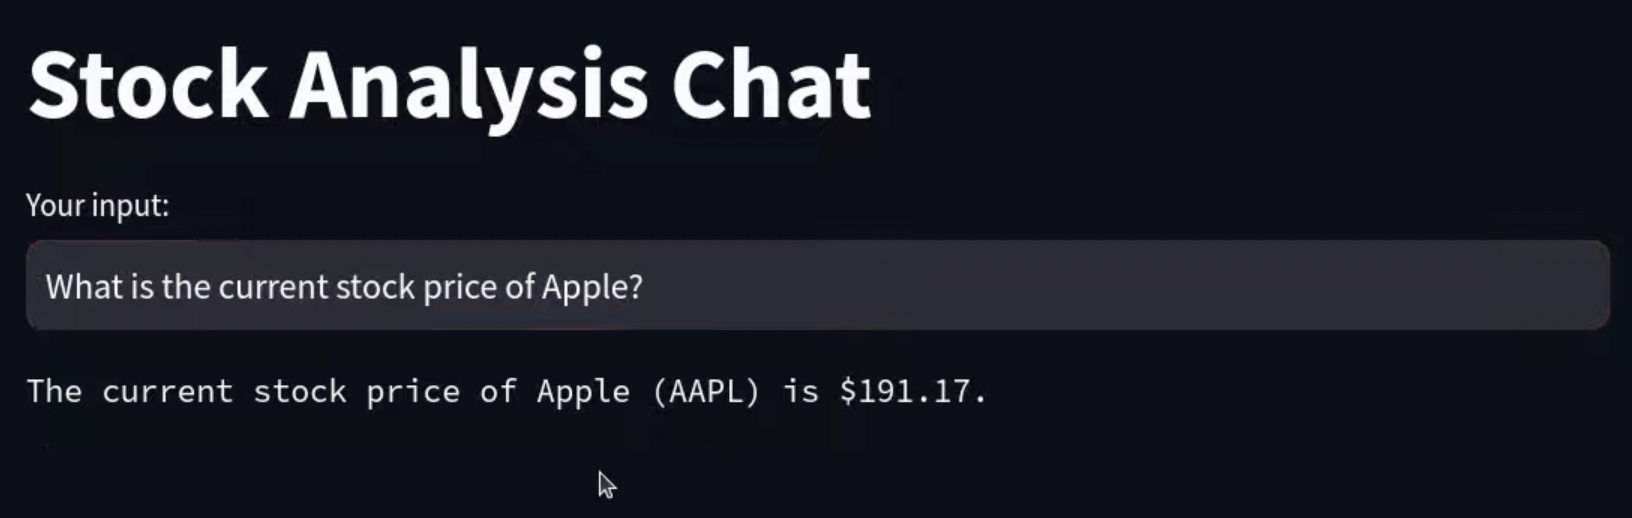 Stock Analysis Chat
Your input:
What is the current stock price of Apple?
The current stock price of Apple (AAPL) is $191.17.